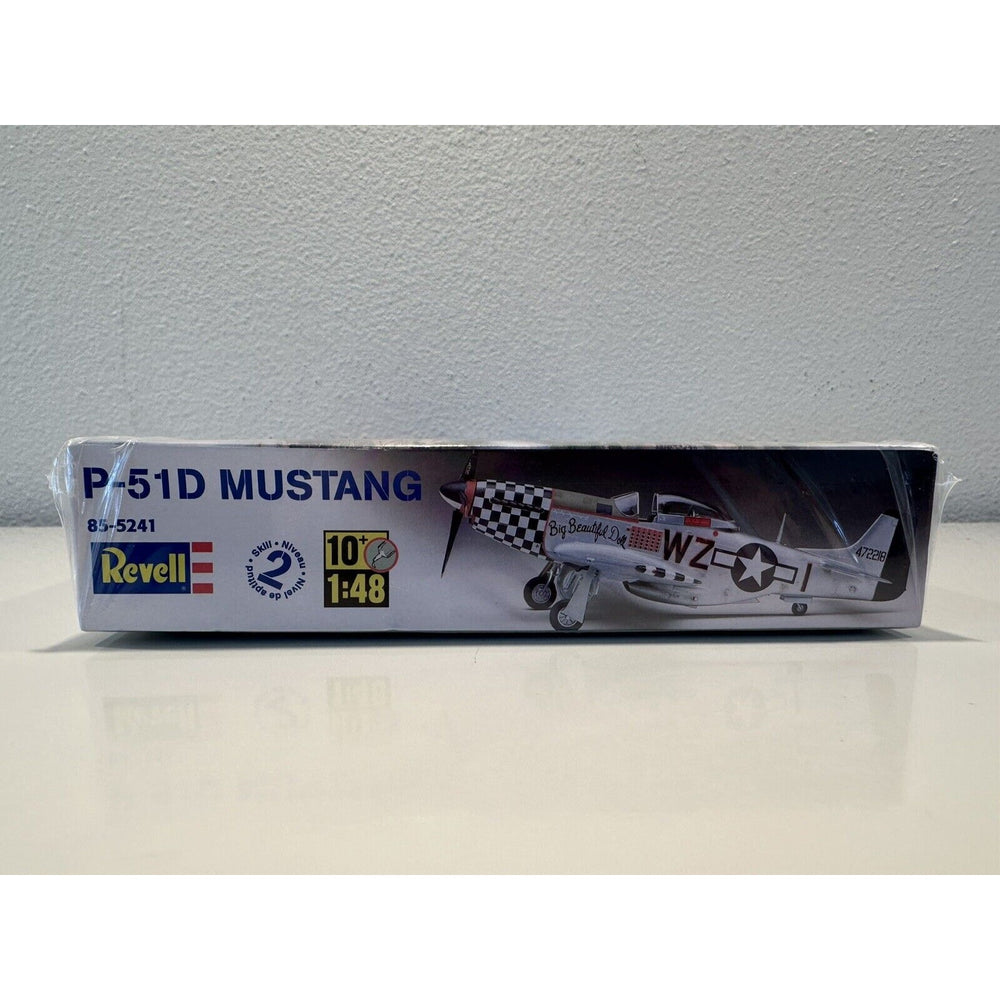 P-51D MUSTANG
85-5241
Revell
Skill • Niveau • Nivel de aptitud
2
10+
1:48
Big Beautiful Doll
WZ
I
472218